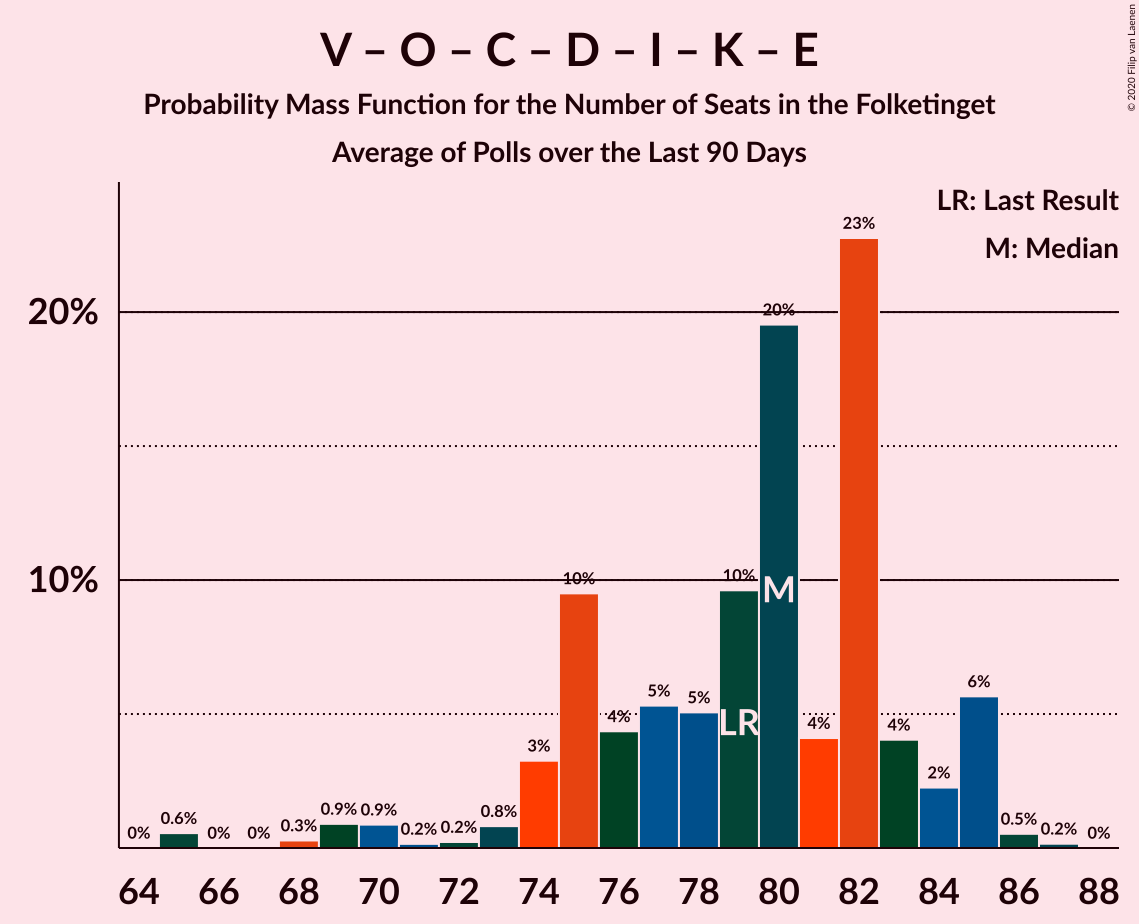 V – O – C – D – I – K – E
Probability Mass Function for the Number of Seats in the Folketinget
Average of Polls over the Last 90 Days
© 2020 Filip van Laenen
LR: Last Result
M: Median
20%
10%
0% 0.6% 0% 0% 0.3% 0.9% 0.9% 0.2% 0.2% 0.8% 3% 10% 4% 5% 5% 10% 20% 4% 23% 4% 2% 6% 0.5% 0.2% 0%
LR
M
64 66 68 70 72 74 76 78 80 82 84 86 88